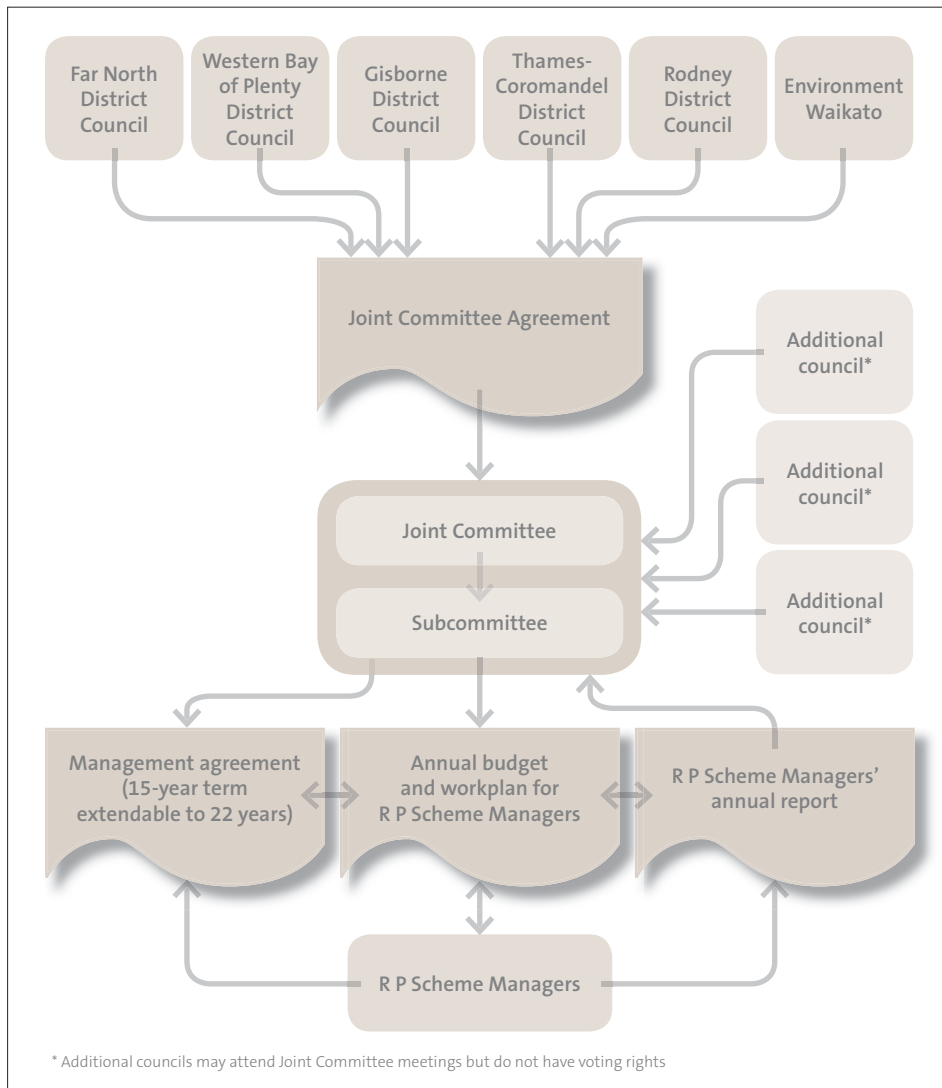 Far North
District
Council
Western Bay
of Plenty
District
Council
Gisborne
District
Council
Thames-
Coromandel
District
Council
Rodney
District
Council
Environment
Waikato
Joint Committee Agreement
Additional
council*
Additional
council*
Additional
council*
Joint Committee
Subcommittee
Management agreement
(15-year term
extendable to 22 years)
Annual budget
and workplan for
R P Scheme Managers
R P Scheme Managers’
annual report
R P Scheme Managers
* Additional councils may attend Joint Committee meetings but do not have voting rights